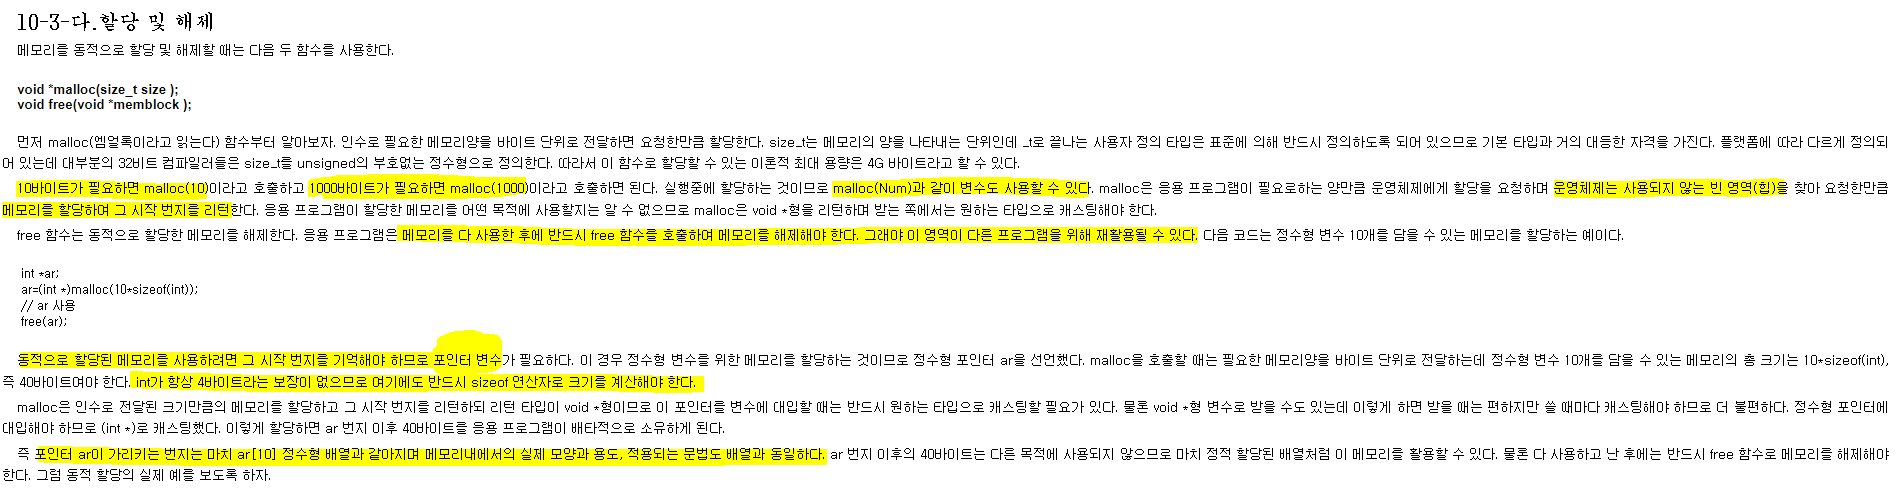 10-3-다.할당 및 해제
메모리를 동적으로 할당 및 해제할 때는 다음 두 함수를 사용한다.
void *malloc(size_t size );
void free(void *memblock );
먼저 malloc(엠얼록이라고 읽는다) 함수부터 알아보자. 인수로 필요한 메모리양을 바이트 단위로 전달하면 요청한만큼 할당한다. size_t는 메모리의 양을 나타내는 단위인데 _t로 끝나는 사용자 정의 타입은 표준에 의해 반드시 정의하도록 되어 있으므로 기본 타입과 거의 대등한 자격을 가진다. 플랫폼에 따라 다르게 정의되
어 있는데 대부분의 32비트 컴파일러들은 size_t를 unsigned의 부호없는 정수형으로 정의한다. 따라서 이 함수로 할당할 수 있는 이론적 최대 용량은 4G 바이트라고 할 수 있다.
10바이트가 필요하면 malloc(10)이라고 호출하고 1000바이트가 필요하면 malloc(1000)이라고 호출하면 된다. 실행중에 할당하는 것이므로 malloc(Num)과 같이 변수도 사용할 수 있다. malloc은 응용 프로그램이 필요로하는 양만큼 운영체제에게 할당을 요청하며 운영체제는 사용되지 않는 빈 영역(힙)을 찾아 요청한만큼
메모리를 할당하여 그 시작 번지를 리턴한다. 응용 프로그램이 할당한 메모리를 어떤 목적에 사용할지는 알 수 없으므로 malloc은 void *형을 리턴하며 받는 쪽에서는 원하는 타입으로 캐스팅해야 한다.
free 함수는 동적으로 할당한 메모리를 해제한다. 응용 프로그램은 메모리를 다 사용한 후에 반드시 free 함수를 호출하여 메모리를 해제해야 한다. 그래야 이 영역이 다른 프로그램을 위해 재활용될 수 있다. 다음 코드는 정수형 변수 10개를 담을 수 있는 메모리를 할당하는 예이다.
int *ar;
ar=(int *)malloc(10*sizeof(int));
// ar 사용
free(ar);
동적으로 할당된 메모리를 사용하려면 그 시작 번지를 기억해야 하므로 포인터 변수가 필요하다. 이 경우 정수형 변수를 위한 메모리를 할당하는 것이므로 정수형 포인터 ar을 선언했다. malloc을 호출할 때는 필요한 메모리양을 바이트 단위로 전달하는데 정수형 변수 10개를 담을 수 있는 메모리의 총 크기는 10*sizeof(int),
즉 40바이트여야 한다. int가 항상 4바이트라는 보장이 없으므로 여기에도 반드시 sizeof 연산자로 크기를 계산해야 한다.
malloc은 인수로 전달된 크기만큼의 메모리를 할당하고 그 시작 번지를 리턴하되 리턴 타입이 void *형이므로 이 포인터를 변수에 대입할 때는 반드시 원하는 타입으로 캐스팅할 필요가 있다. 물론 void *형 변수로 받을 수도 있는데 이렇게 하면 받을 때는 편하지만 쓸 때마다 캐스팅해야 하므로 더 불편하다. 정수형 포인터에
대입해야 하므로 (int *)로 캐스팅했다. 이렇게 할당하면 ar 번지 이후 40바이트를 응용 프로그램이 배타적으로 소유하게 된다.
즉 포인터 ar이 가리키는 번지는 마치 ar[10] 정수형 배열과 같아지며 메모리내에서의 실제 모양과 용도, 적용되는 문법도 배열과 동일하다. ar 번지 이후의 40바이트는 다른 목적에 사용되지 않으므로 마치 정적 할당된 배열처럼 이 메모리를 활용할 수 있다. 물론 다 사용하고 난 후에는 반드시 free 함수로 메모리를 해제해야
한다. 그럼 동적 할당의 실제 예를 보도록 하자.